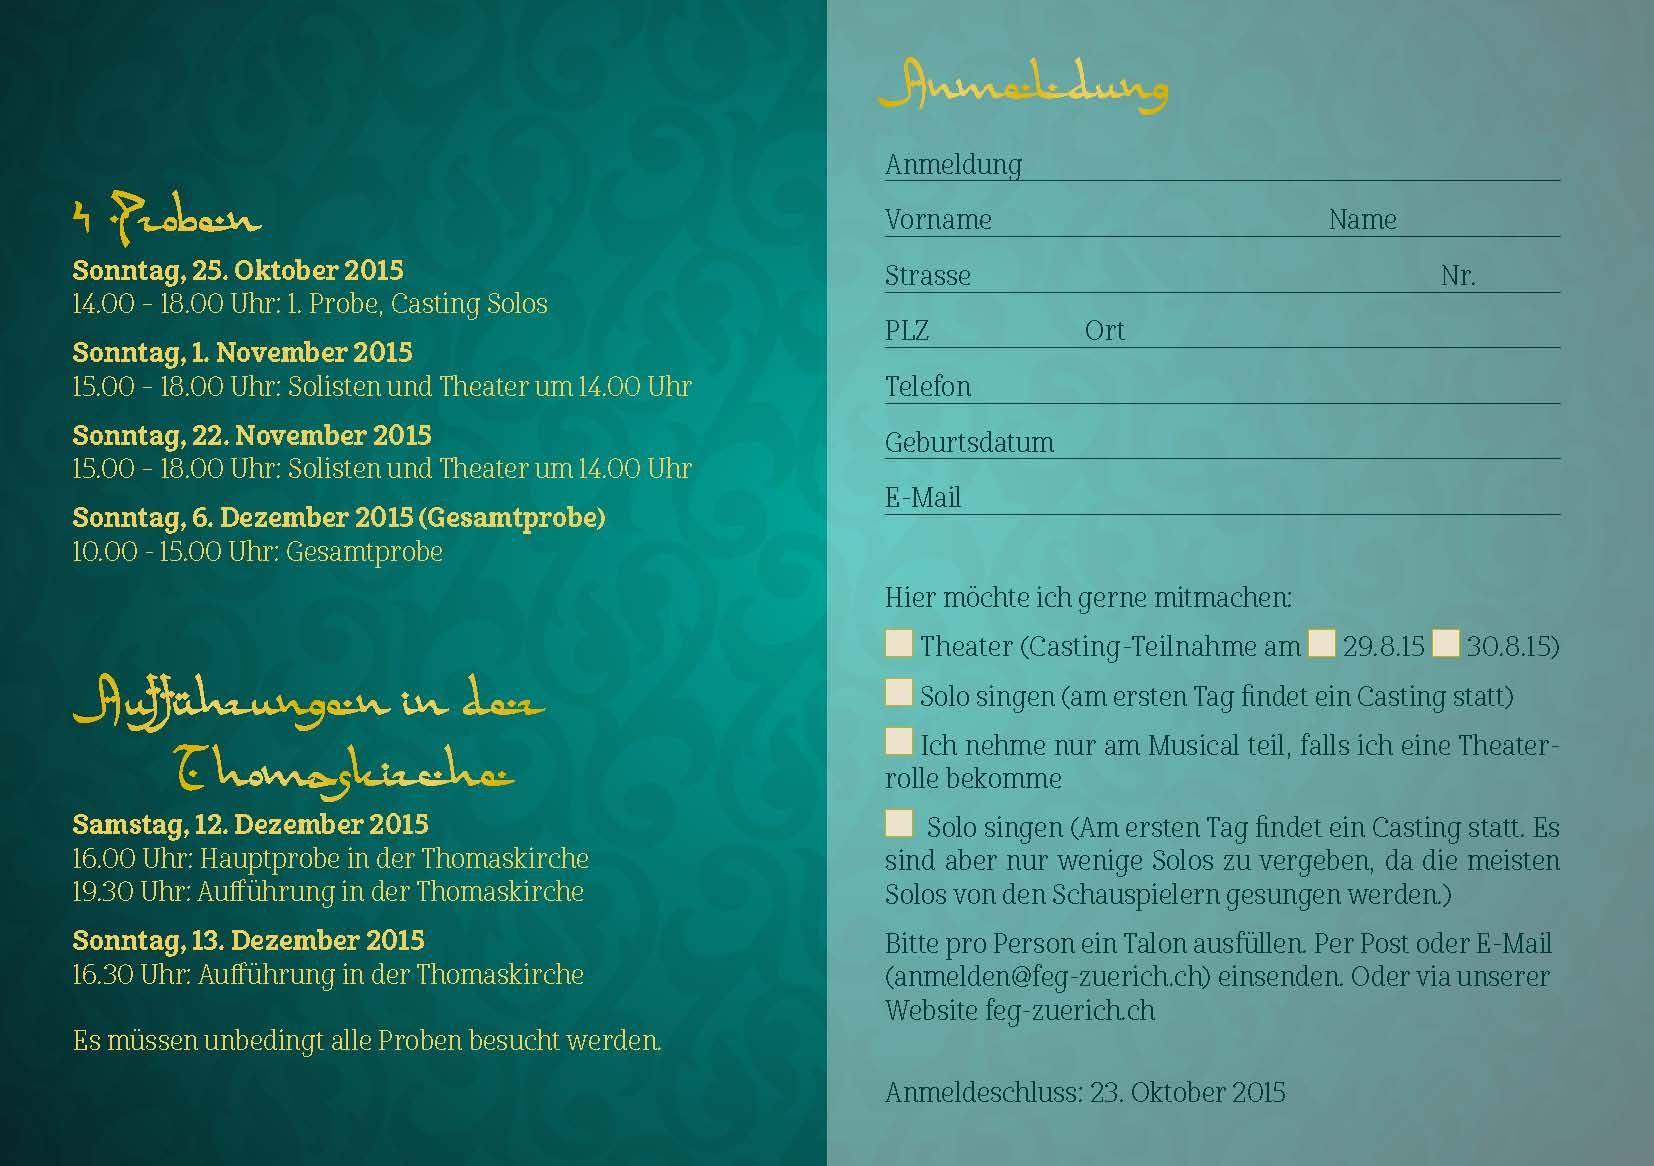 4 Proben
Sonntag, 25. Oktober 2015
14.00 - 18.00 Uhr: 1. Probe, Casting Solos
Sonntag, 1. November 2015
15.00 - 18.00 Uhr: Solisten und Theater um 14.00 Uhr
Sonntag, 22. November 2015
15.00 - 18.00 Uhr: Solisten und Theater um 14.00 Uhr
Sonntag, 6. Dezember 2015 (Gesamtprobe)
10.00 - 15.00 Uhr: Gesamtprobe
Aufführungen in der
Thomaskirche
Samstag, 12. Dezember 2015
16.00 Uhr: Hauptprobe in der Thomaskirche
19.30 Uhr: Aufführung in der Thomaskirche
Sonntag, 13. Dezember 2015
16.30 Uhr: Aufführung in der Thomaskirche
Es müssen unbedingt alle Proben besucht werden.
Anmeldung
Anmeldung
Vorname Name
Strasse Nr.
PLZ Ort
Telefon
Geburtsdatum
E-Mail
Hier möchte ich gerne mitmachen:
Theater (Casting-Teilnahme am 29.8.15 30.8.15)
Solo singen (am ersten Tag findet ein Casting statt)
Ich nehme nur am Musical teil, falls ich eine Theater-
rolle bekomme
Solo singen (Am ersten Tag findet ein Casting statt. Es
sind aber nur wenige Solos zu vergeben, da die meisten
Solos von den Schauspielern gesungen werden.)
Bitte pro Person ein Talon ausfüllen. Per Post oder E-Mail
(anmelden@feg-zuerich.ch) einsenden. Oder via unserer
Website feg-zuerich.ch
Anmeldeschluss: 23. Oktober 2015